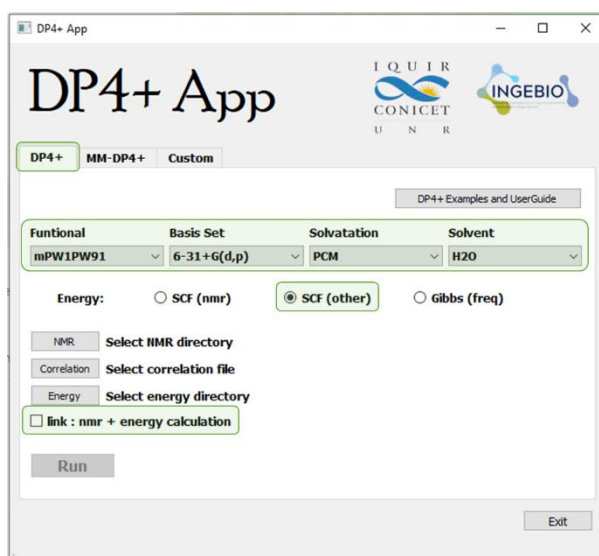 DP4+ App
DP4+ App
I Q U I R
CONICET
U N R
INGEBIO
DP4+ MM-DP4+ Custom
DP4+ Examples and UserGuide
Funtional Basis Set Solvatation Solvent
mPW1PW91 6-31+G(d,p) PCM H2O
Energy: SCF (nmr) SCF (other) Gibbs (freq)
NMR Select NMR directory
Correlation Select correlation file
Energy Select energy directory
link : nmr + energy calculation
Run
Exit